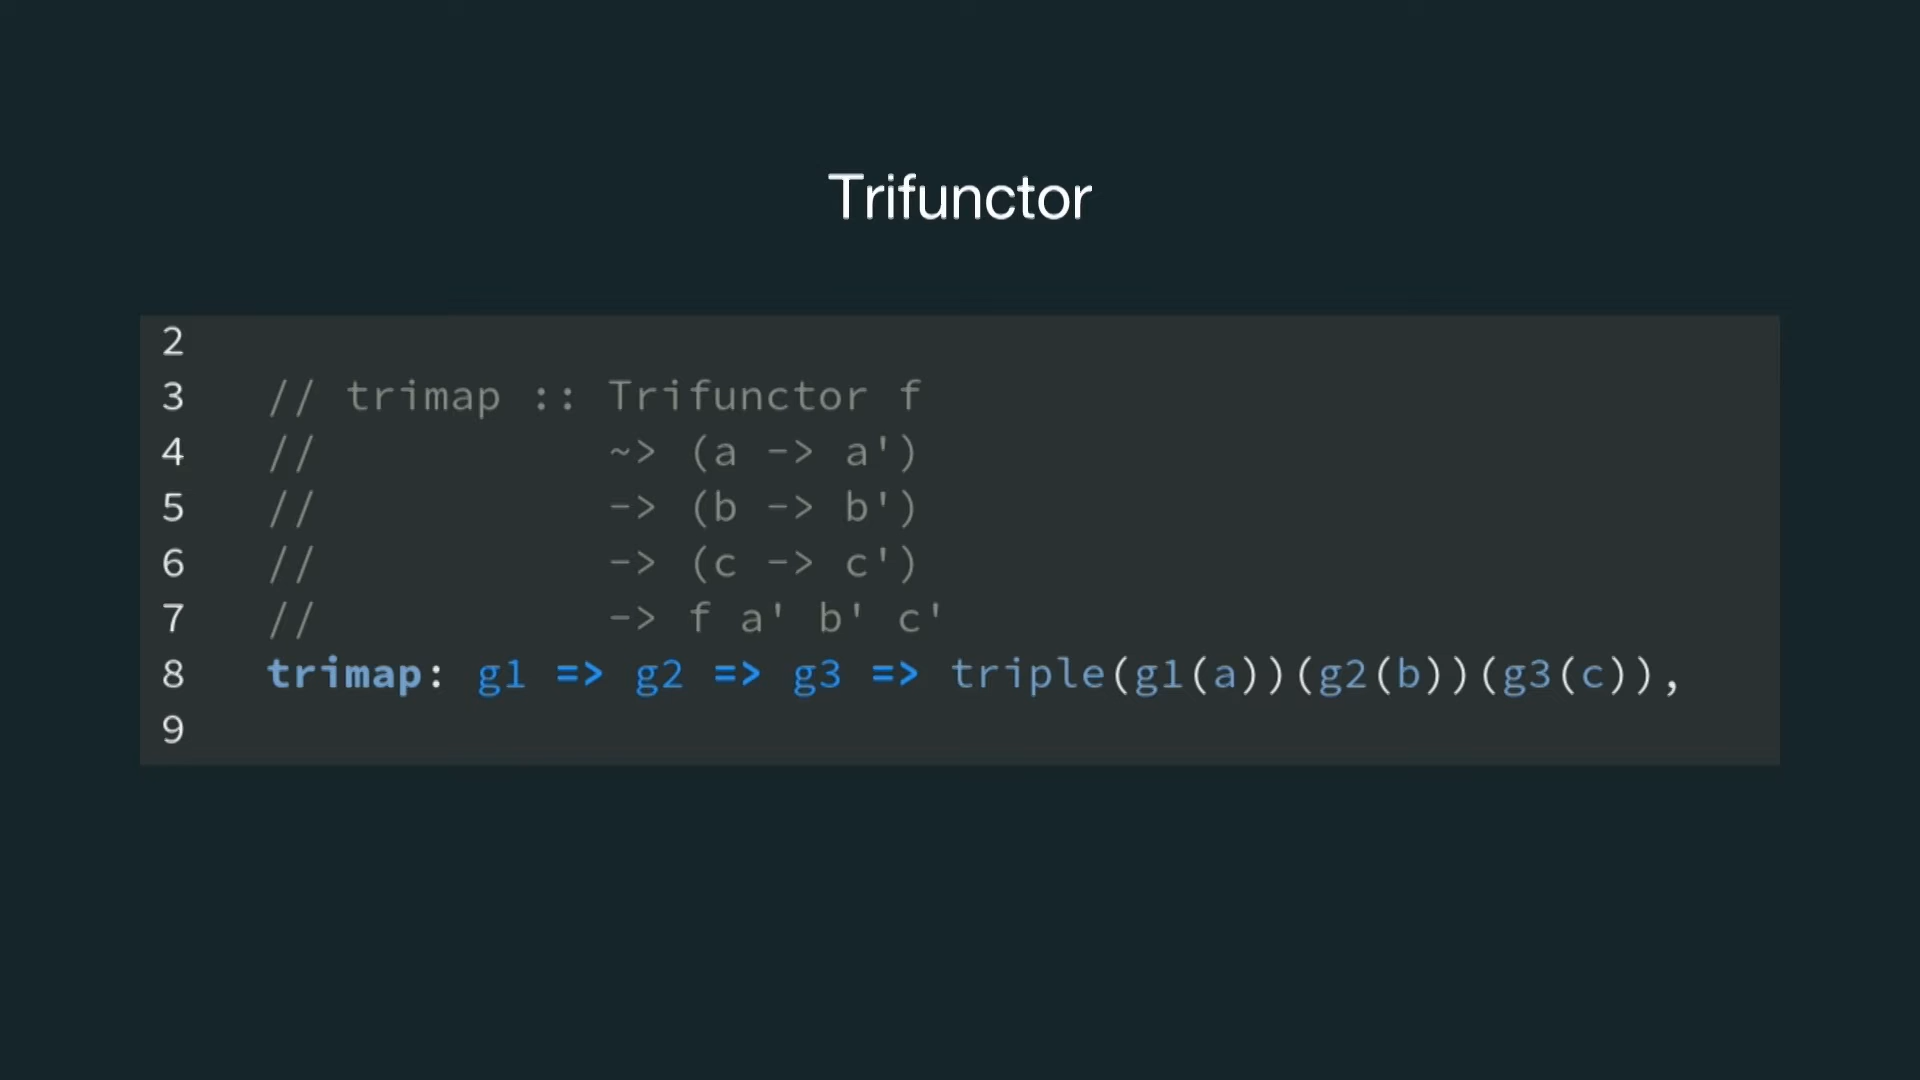 Trifunctor
2
3 // trimap :: Trifunctor f
4 // ~> (a -> a')
5 // -> (b -> b')
6 // -> (c -> c')
7 // -> f a' b' c'
8 trimap: g1 => g2 => g3 => triple(g1(a))(g2(b))(g3(c)),
9